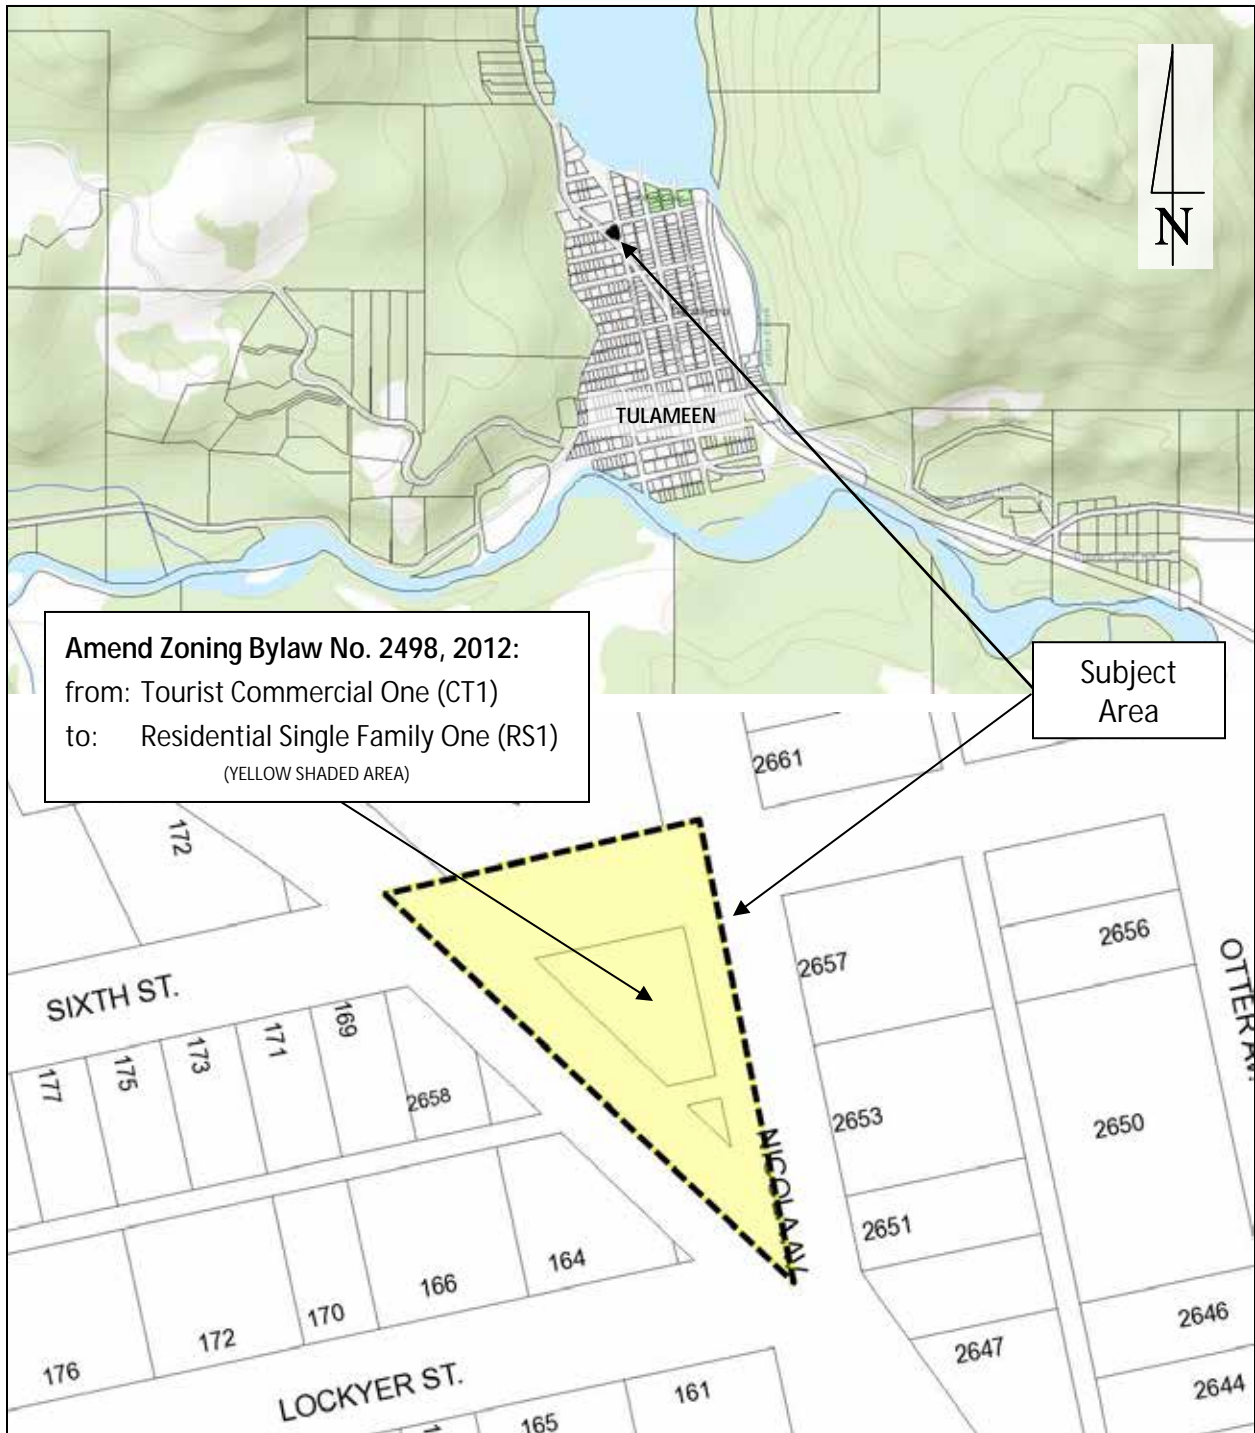 N
TULAMEEN
Amend Zoning Bylaw No. 2498, 2012:
from: Tourist Commercial One (CT1)
to: Residential Single Family One (RS1)
(YELLOW SHADED AREA)
Subject
Area
2661
172
2657
2656
OTTER AV.
SIXTH ST.
169
171
173
175
177
2658
2653
2650
NICOLA AV
2651
164
166
170
172
176
2646
2647
2644
LOCKYER ST.
161
165